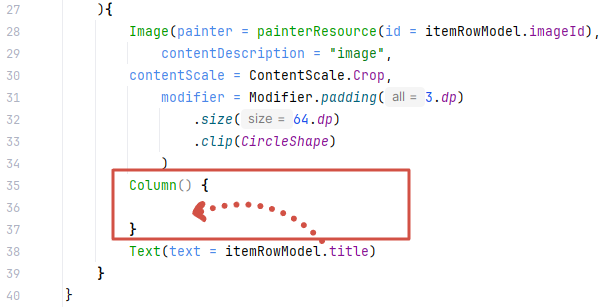 27 ){
28 Image(painter = painterResource(id = itemRowModel.imageId),
29 contentDescription = "image",
30 contentScale = ContentScale.Crop,
31 modifier = Modifier.padding( all = 3.dp)
32 .size( size = 64.dp)
33 .clip(CircleShape)
34 )
35 Column() {
36
37 }
38 Text(text = itemRowModel.title)
39 }
40 }